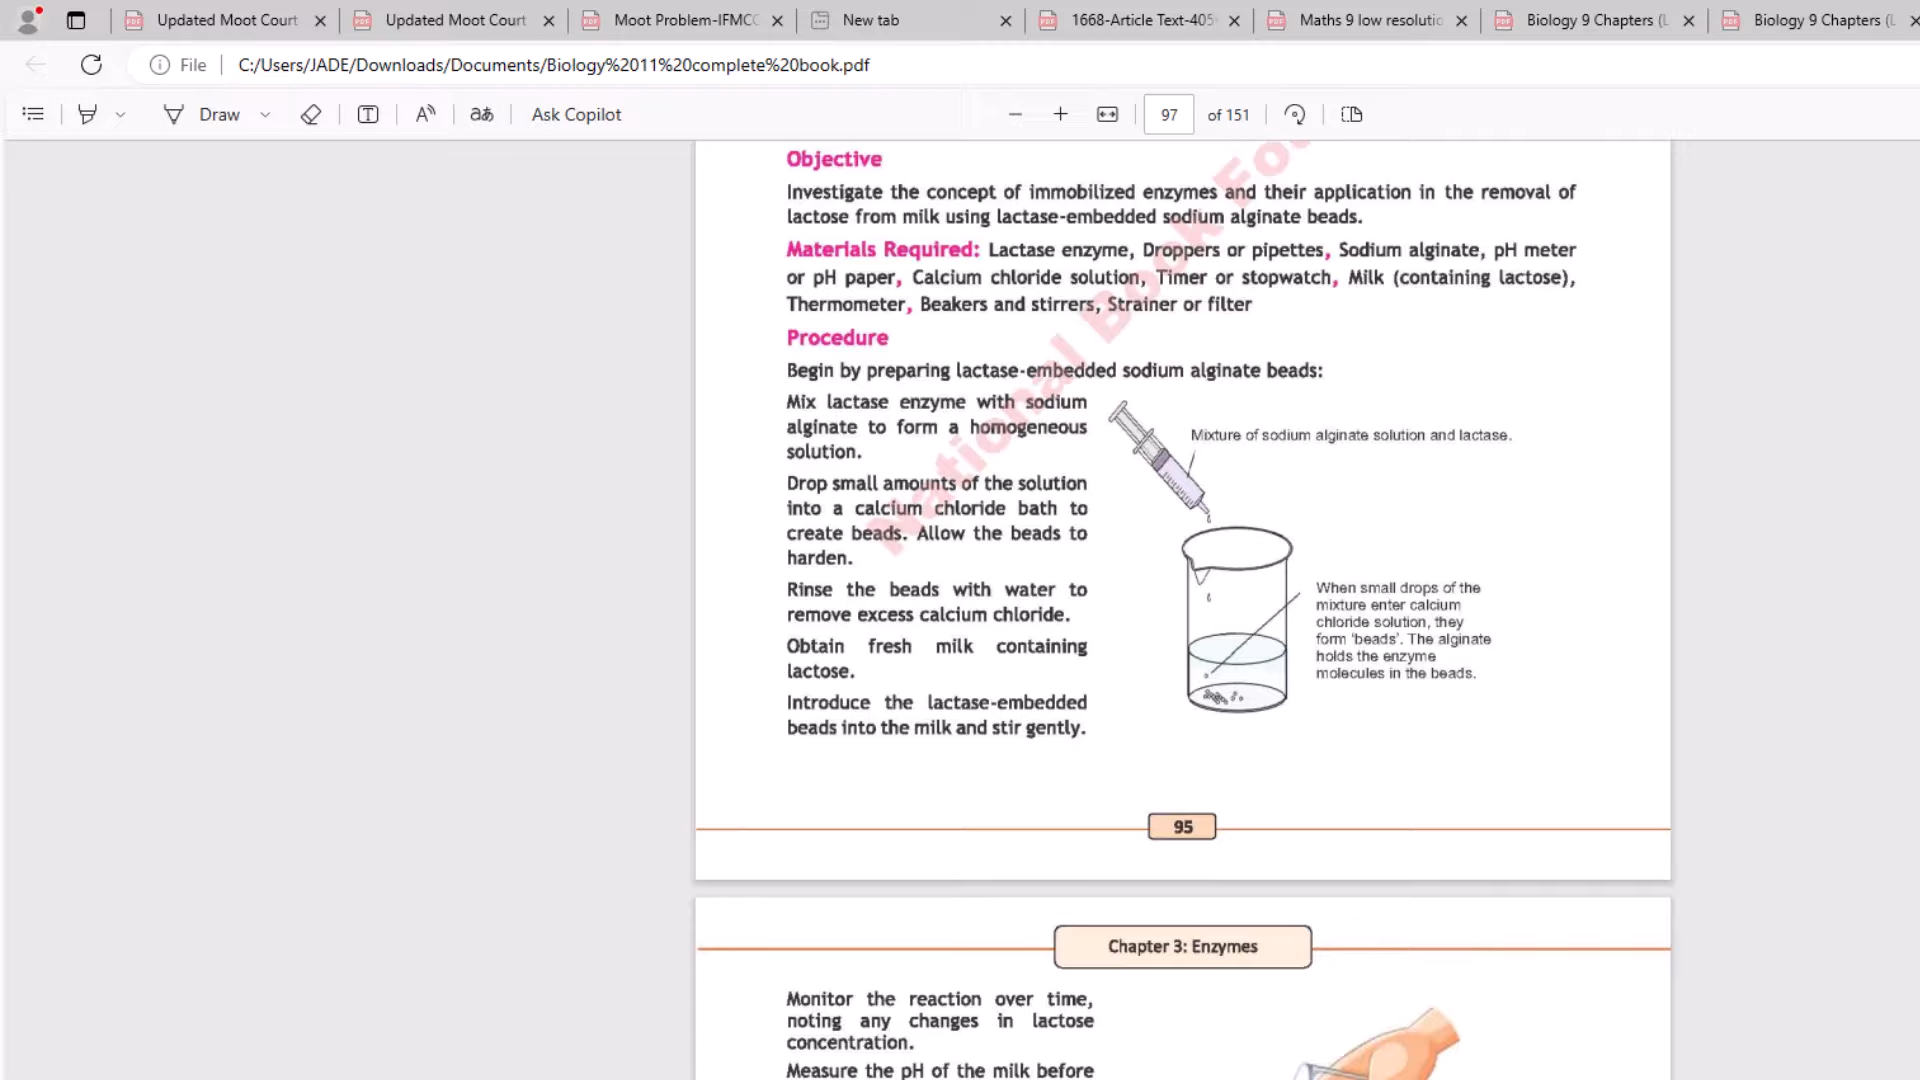 Updated Moot Court
Updated Moot Court
Moot Problem-IFMCC
New tab
1668-Article Text-405
Maths 9 low resolutio
Biology 9 Chapters (L
Biology 9 Chapters (L
File
C:/Users/JADE/Downloads/Documents/Biology%2011%20complete%20book.pdf
Draw
Ask Copilot
97
of 151
Objective
Investigate the concept of immobilized enzymes and their application in the removal of
lactose from milk using lactase-embedded sodium alginate beads.
Materials Required: Lactase enzyme, Droppers or pipettes, Sodium alginate, pH meter
or pH paper, Calcium chloride solution, Timer or stopwatch, Milk (containing lactose),
Thermometer, Beakers and stirrers, Strainer or filter
Procedure
Begin by preparing lactase-embedded sodium alginate beads:
Mix lactase enzyme with sodium
alginate to form a homogeneous
solution.
Drop small amounts of the solution
into a calcium chloride bath to
create beads. Allow the beads to
harden.
Rinse the beads with water to
remove excess calcium chloride.
Obtain fresh milk containing
lactose.
Introduce the lactase-embedded
beads into the milk and stir gently.
Mixture of sodium alginate solution and lactase.
When small drops of the
mixture enter calcium
chloride solution, they
form 'beads'. The alginate
holds the enzyme
molecules in the beads.
National Book Fou
95
Chapter 3: Enzymes
Monitor the reaction over time,
noting any changes in lactose
concentration.
Measure the pH of the milk before